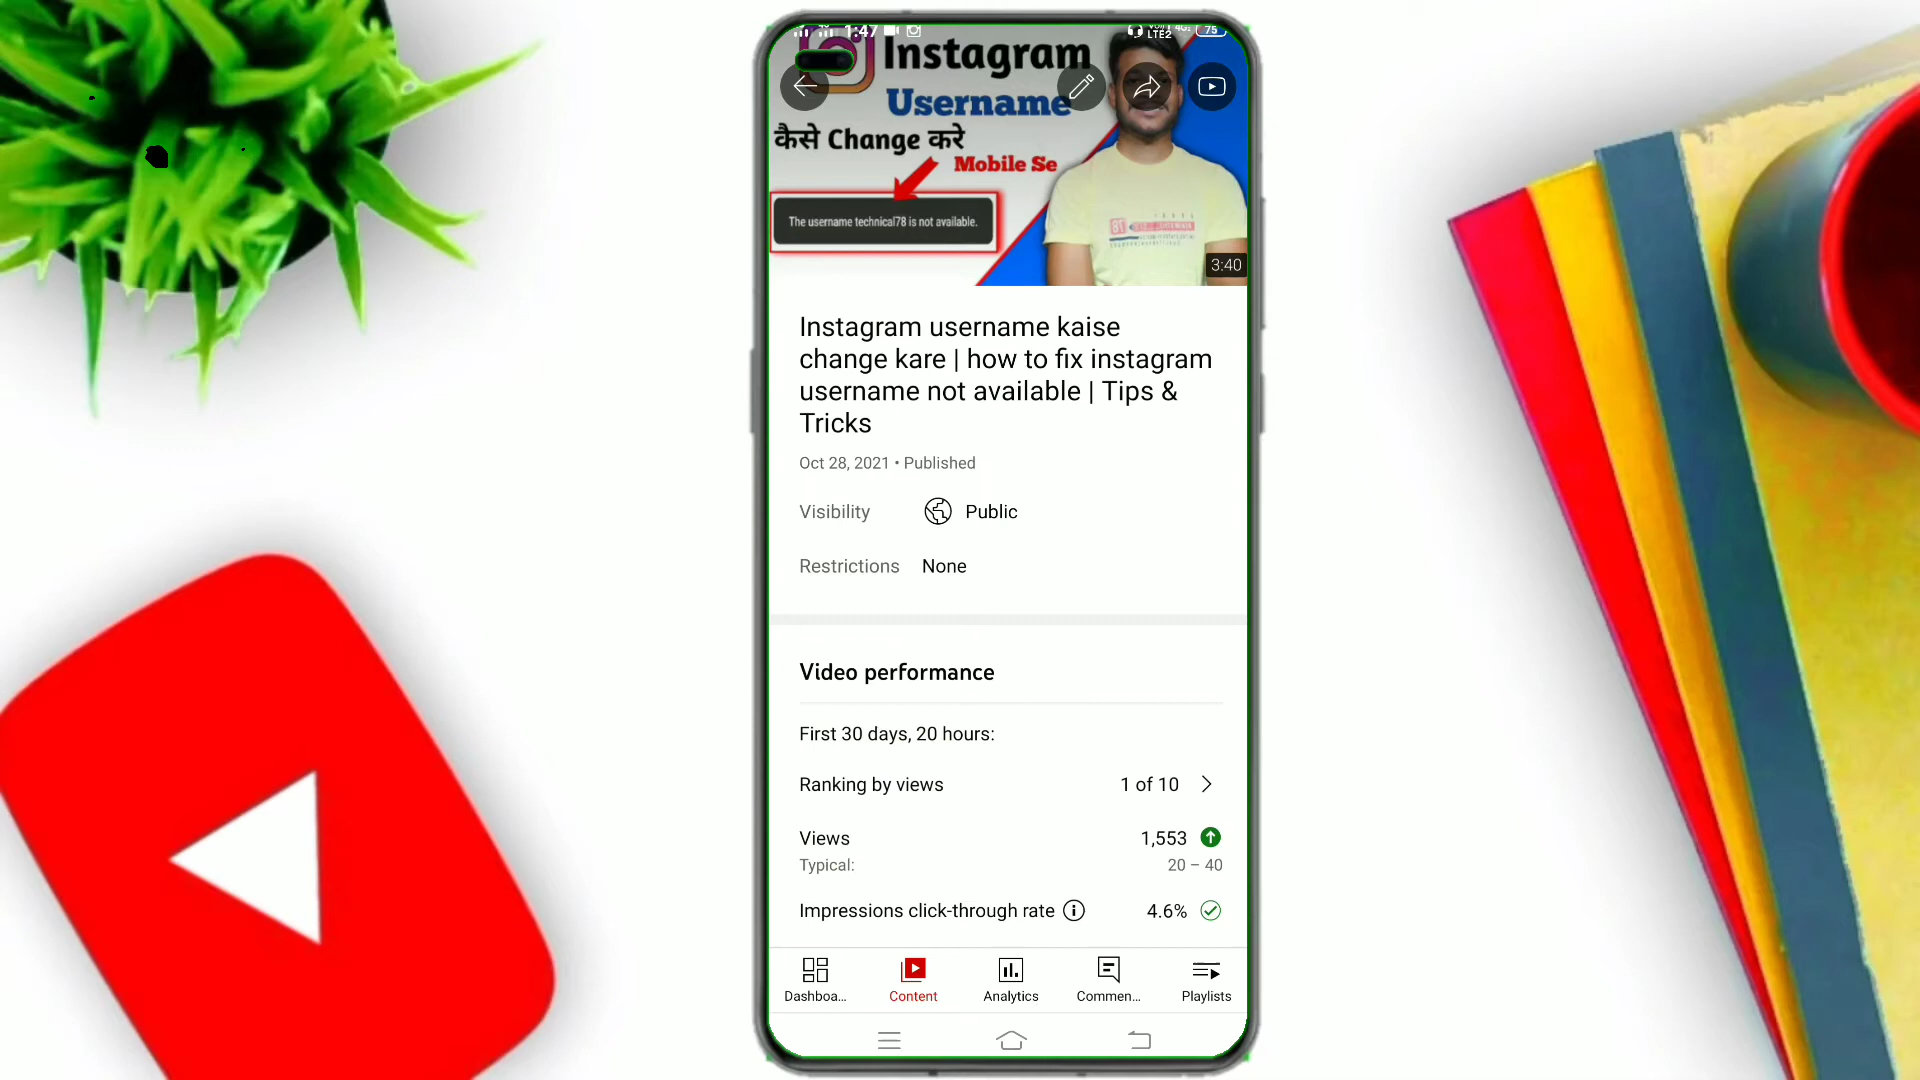 1:47
LTE2
75
Instagram
Username
कैसे Change करे
Mobile Se
The username technical78 is not available.
3:40
Instagram username kaise
change kare | how to fix instagram
username not available | Tips &
Tricks
Oct 28, 2021 • Published
Visibility Public
Restrictions None
Video performance
First 30 days, 20 hours:
Ranking by views 1 of 10
Views 1,553
Typical: 20 – 40
Impressions click-through rate 4.6%
Dashboa... Content Analytics Commen... Playlists